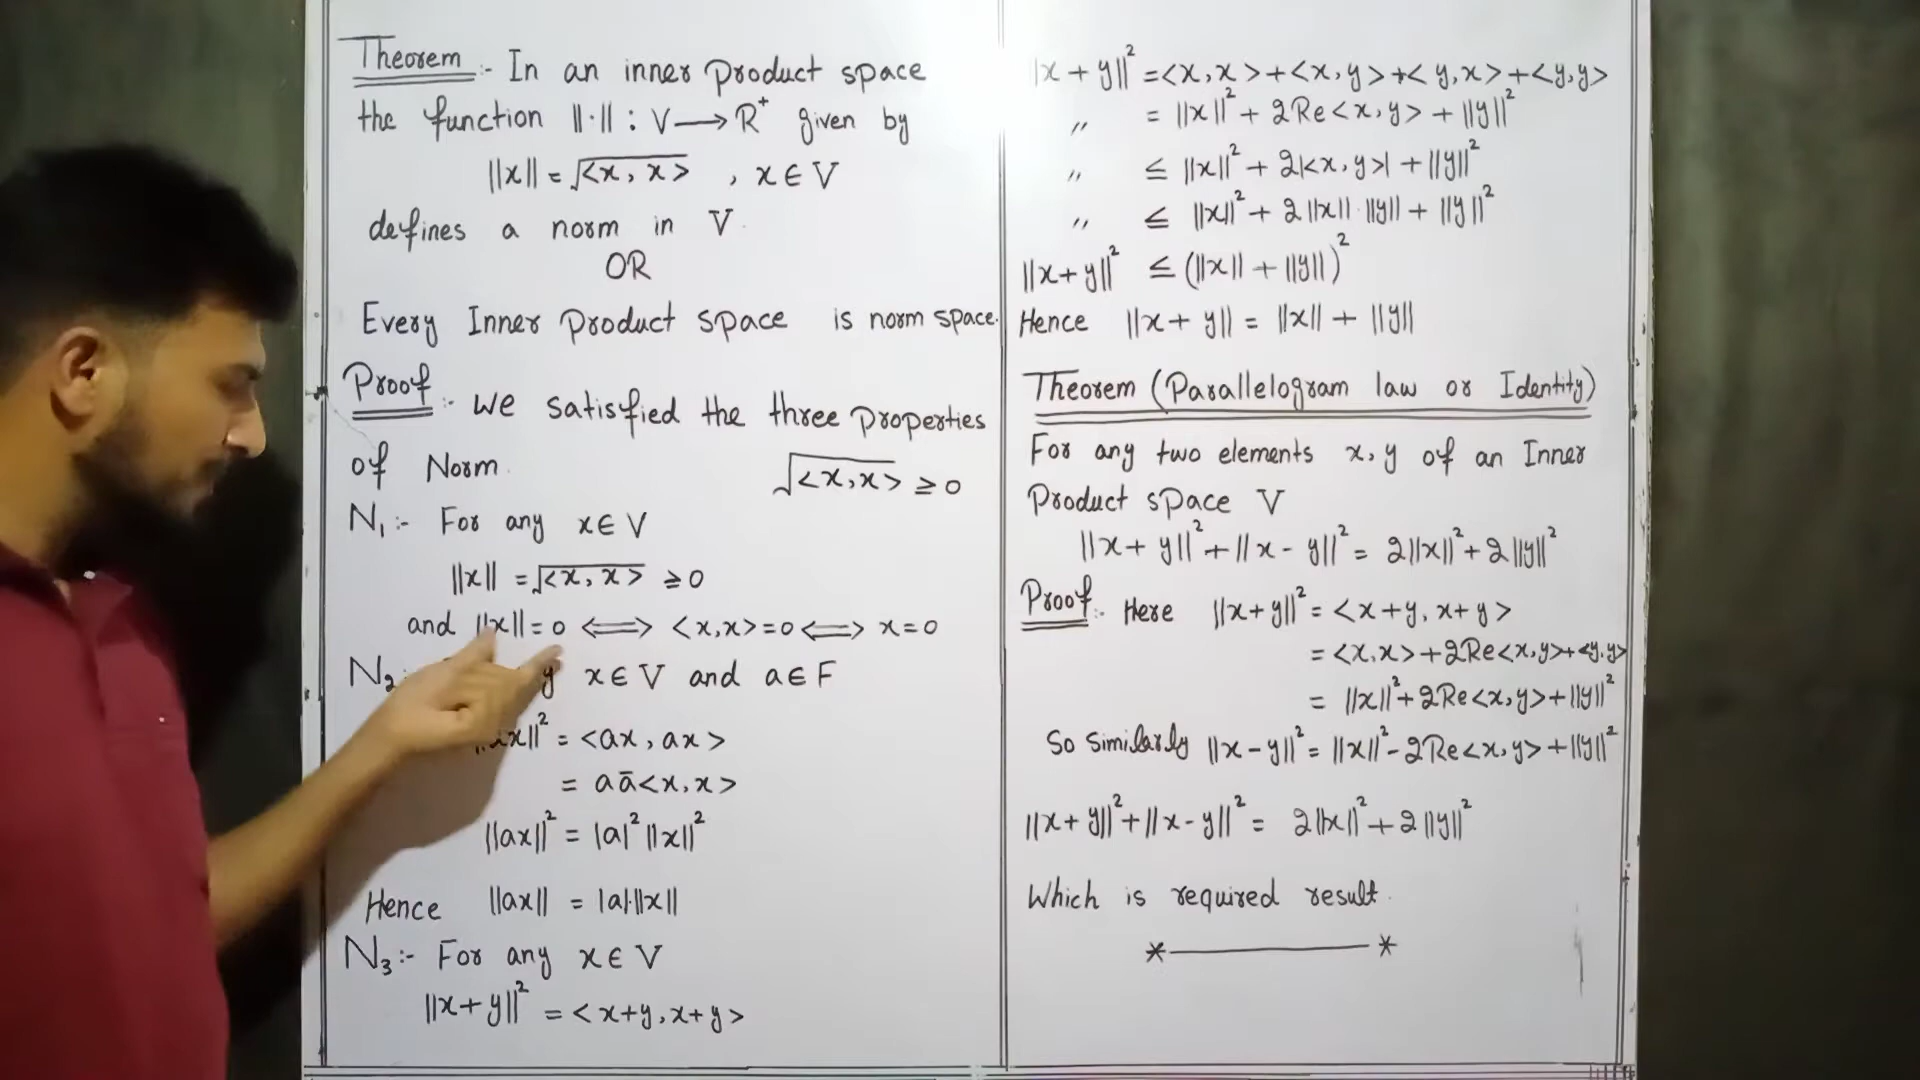 Theorem :- In an inner product space
the function ||·|| : V⟶R⁺ given by
||x|| = √<x, x> , x ∈ V
defines a norm in V.
OR
Every Inner product space is norm space.
Proof :- We satisfied the three properties
of Norm.
√<x,x> ≥ 0
N₁:- For any x∈V
||x|| = √<x, x> ≥ 0
and ||x|| = 0 ⟺ <x,x>=0 ⟺ x=0
N₂:- x∈V and a∈F
||ax||² = <ax, ax>
= aā<x,x>
||ax||² = |a|² ||x||²
Hence ||ax|| = |a|·||x||
N₃:- For any x∈V
||x+y||² = <x+y, x+y>
||x+y||² = <x,x>+<x,y>+<y,x>+<y,y>
,, = ||x||² + 2Re<x,y> + ||y||²
,, ≤ ||x||² + 2|<x,y>| + ||y||²
,, ≤ ||x||² + 2||x||·||y|| + ||y||²
||x+y||² ≤ (||x|| + ||y||)²
Hence ||x + y|| = ||x|| + ||y||
Theorem (Parallelogram law or Identity)
For any two elements x, y of an Inner
Product space V
||x+y||² + ||x-y||² = 2||x||² + 2||y||²
Proof :- Here ||x+y||² = <x+y, x+y>
= <x,x>+2Re<x,y>+<y,y>
= ||x||²+2Re<x,y>+||y||²
So Similarly ||x-y||² = ||x||²-2Re<x,y>+||y||²
||x+y||²+||x-y||² = 2||x||²+2||y||²
Which is required result.
*————*